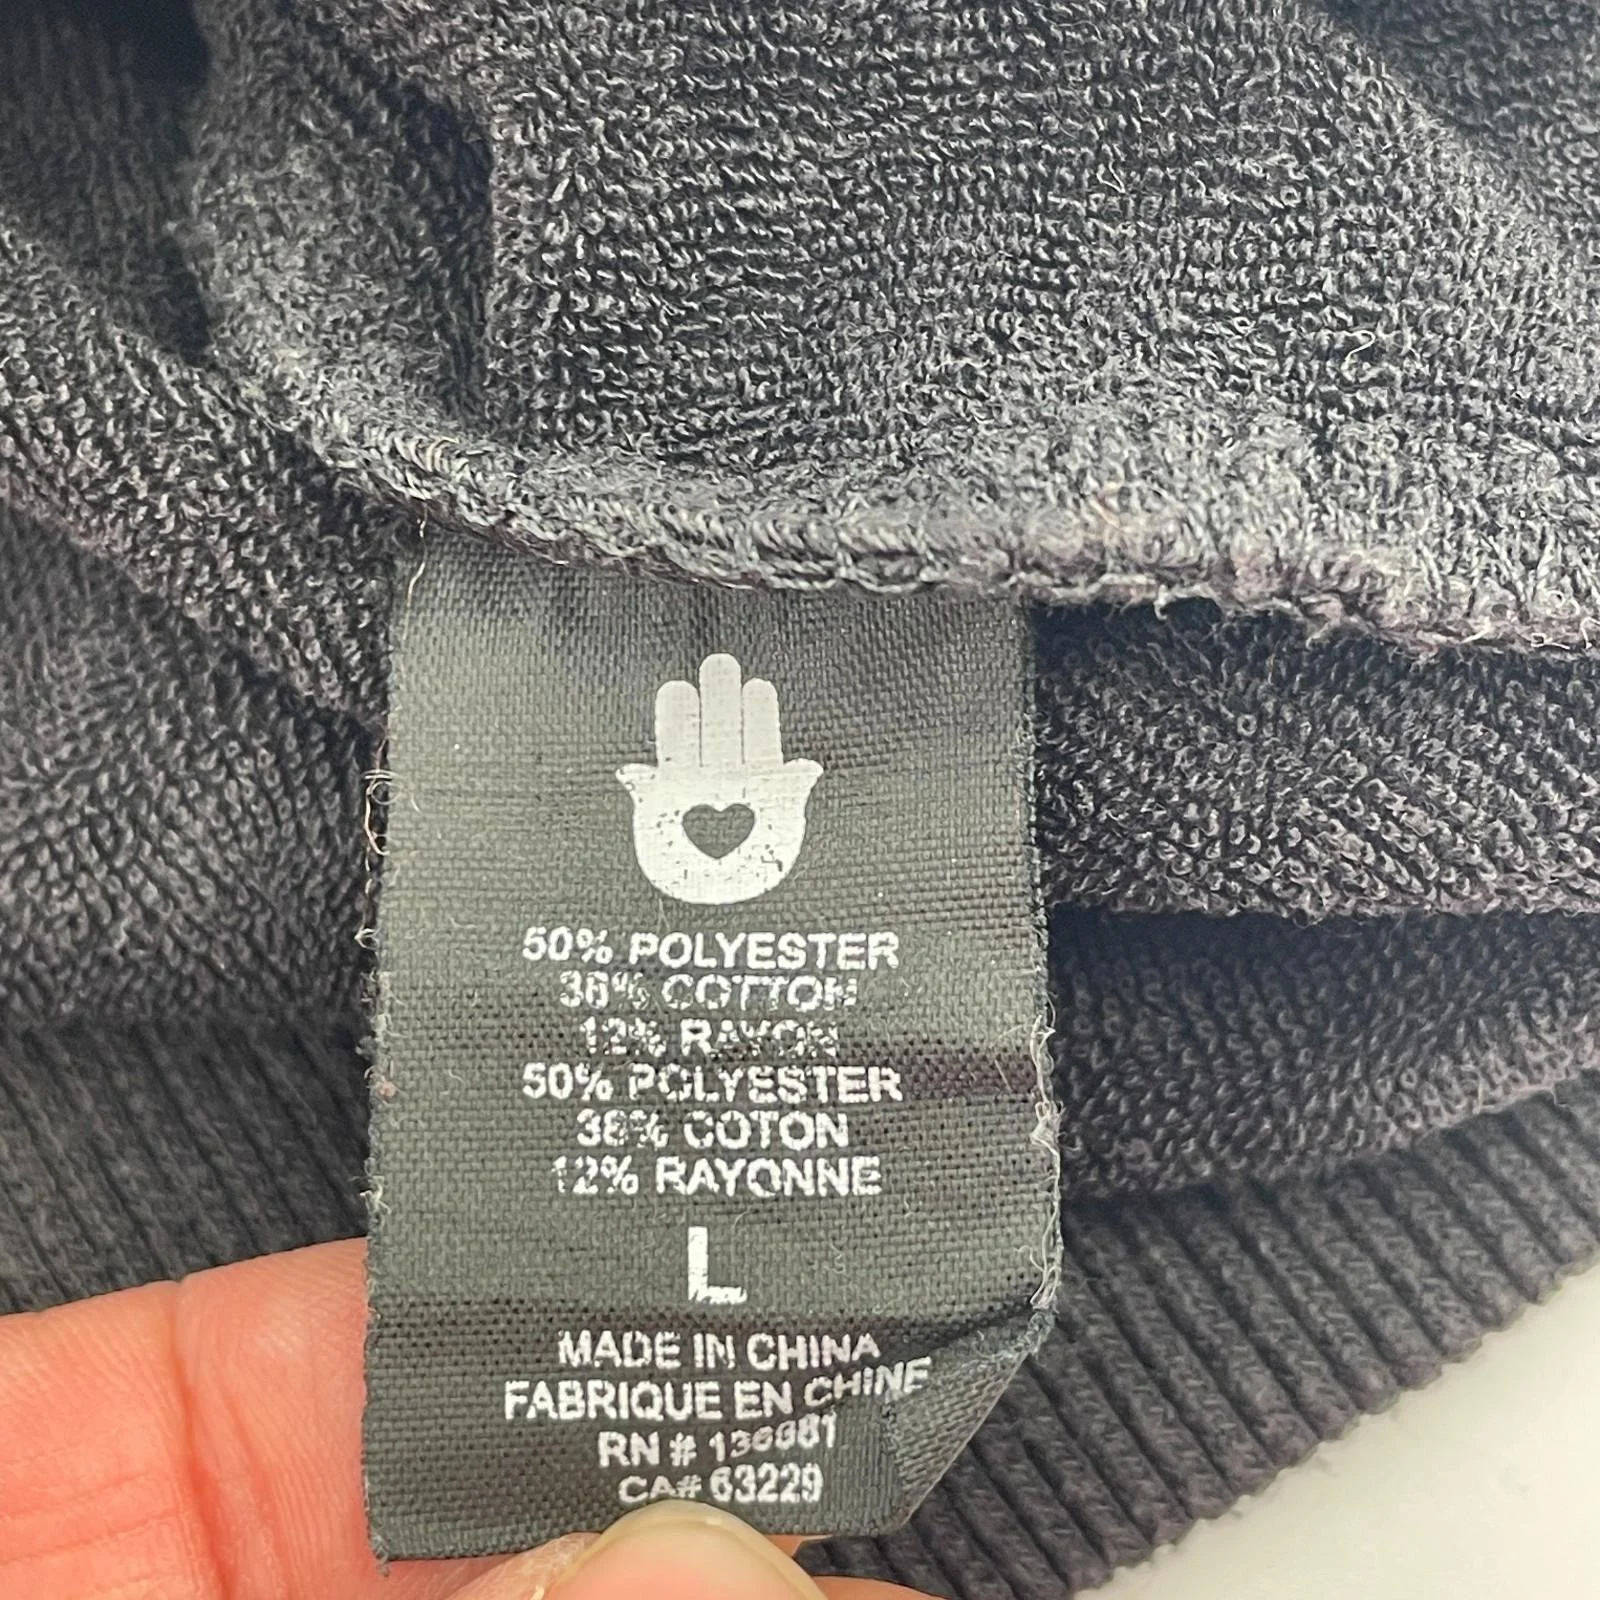 50% POLYESTER
38% COTTON
12% RAYON
50% POLYESTER
38% COTON
12% RAYONNE
L
MADE IN CHINA
FABRIQUE EN CHINE
RN #
CA# 63229